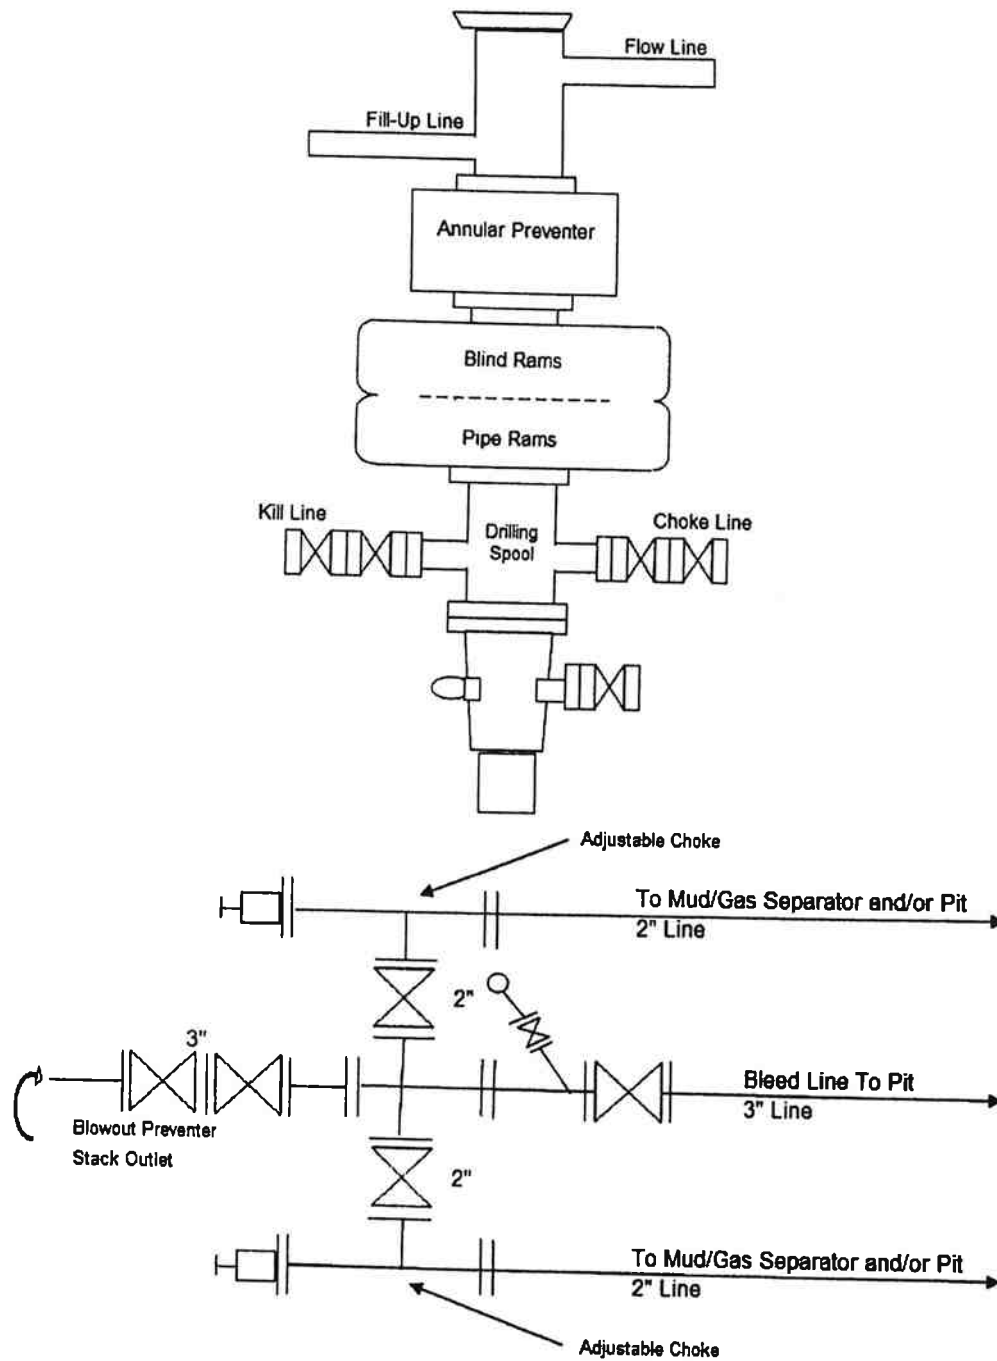 Flow Line
Fill-Up Line
Annular Preventer
Blind Rams
Pipe Rams
Kill Line
Drilling
Spool
Choke Line
Adjustable Choke
To Mud/Gas Separator and/or Pit
2" Line
2"
3"
Bleed Line To Pit
3" Line
Blowout Preventer
Stack Outlet
2"
To Mud/Gas Separator and/or Pit
2" Line
Adjustable Choke